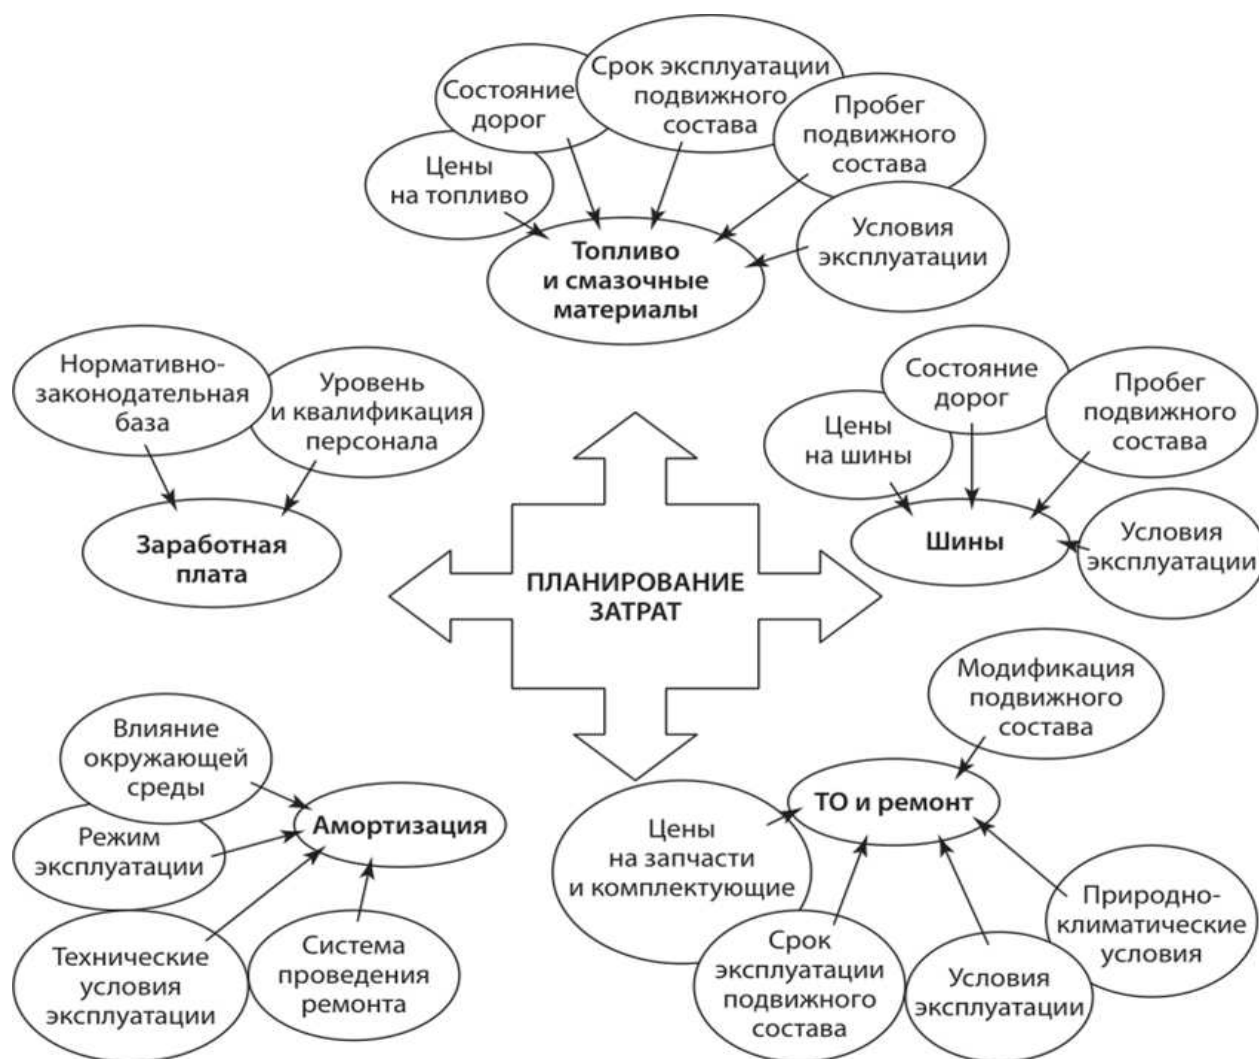 Срок эксплуатации
подвижного
состава
Состояние
дорог
Пробег
подвижного
состава
Цены
на топливо
Условия
эксплуатации
Топливо
и смазочные
материалы
Нормативно-
законодательная
база
Уровень
и квалификация
персонала
Заработная
плата
Состояние
дорог
Пробег
подвижного
состава
Цены
на шины
Условия
эксплуатации
Шины
ПЛАНИРОВАНИЕ
ЗАТРАТ
Влияние
окружающей
среды
Режим
эксплуатации
Технические
условия
эксплуатации
Система
проведения
ремонта
Амортизация
Модификация
подвижного
состава
ТО и ремонт
Цены
на запчасти
и комплектующие
Срок
эксплуатации
подвижного
состава
Условия
эксплуатации
Природно-
климатические
условия